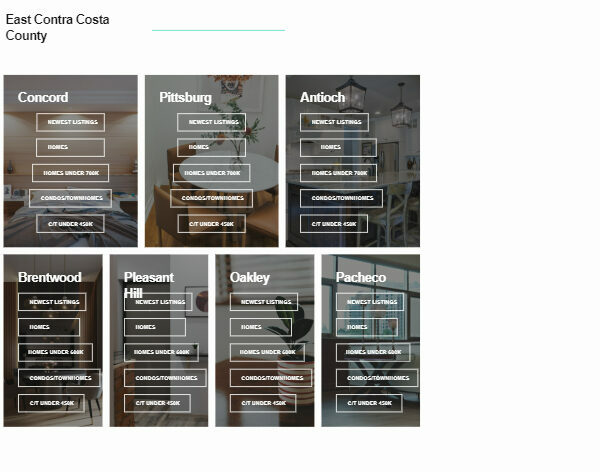 East Contra Costa
County
Concord
NEWEST LISTINGS
HOMES
HOMES UNDER 700K
CONDOS/TOWNHOMES
C/T UNDER 450K
Pittsburg
NEWEST LISTINGS
HOMES
HOMES UNDER 700K
CONDOS/TOWNHOMES
C/T UNDER 450K
Antioch
NEWEST LISTINGS
HOMES
HOMES UNDER 700K
CONDOS/TOWNHOMES
C/T UNDER 450K
Brentwood
NEWEST LISTINGS
HOMES
HOMES UNDER 600K
CONDOS/TOWNHOMES
C/T UNDER 450K
Pleasant
Hill
NEWEST LISTINGS
HOMES
HOMES UNDER 600K
CONDOS/TOWNHOMES
C/T UNDER 450K
Oakley
NEWEST LISTINGS
HOMES
HOMES UNDER 600K
CONDOS/TOWNHOMES
C/T UNDER 450K
Pacheco
NEWEST LISTINGS
HOMES
HOMES UNDER 600K
CONDOS/TOWNHOMES
C/T UNDER 450K